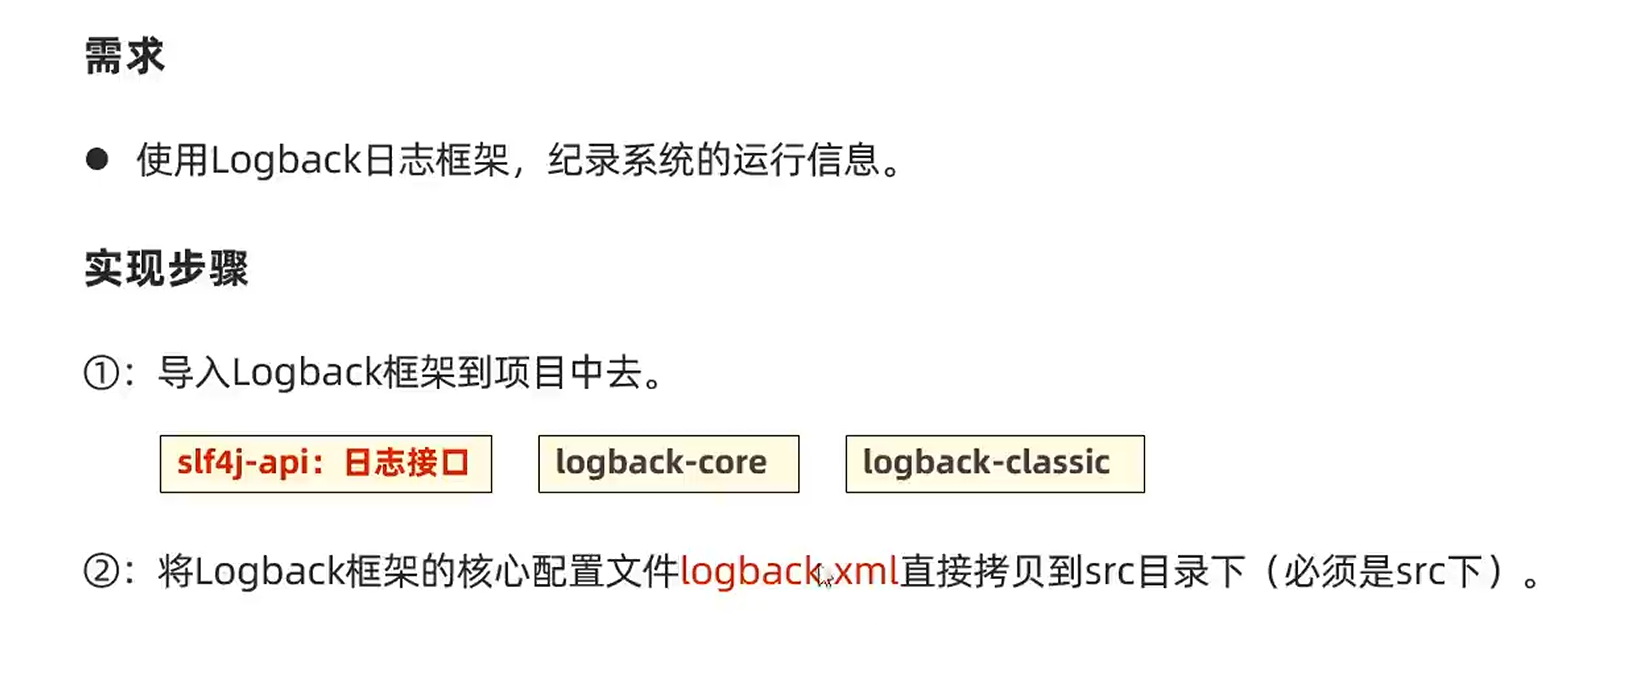 需求
● 使用Logback日志框架，纪录系统的运行信息。
实现步骤
①：导入Logback框架到项目中去。
slf4j-api：日志接口 logback-core logback-classic
②：将Logback框架的核心配置文件logback.xml直接拷贝到src目录下（必须是src下）。